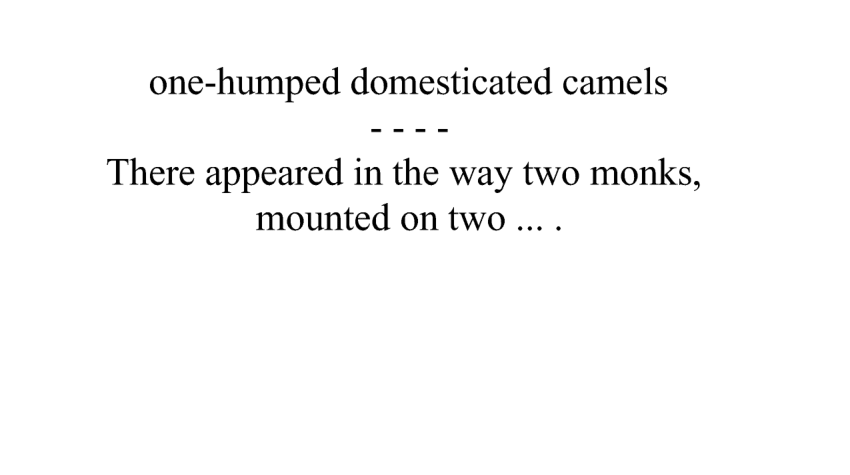 one-humped domesticated camels
- - - -
There appeared in the way two monks,
mounted on two ... .